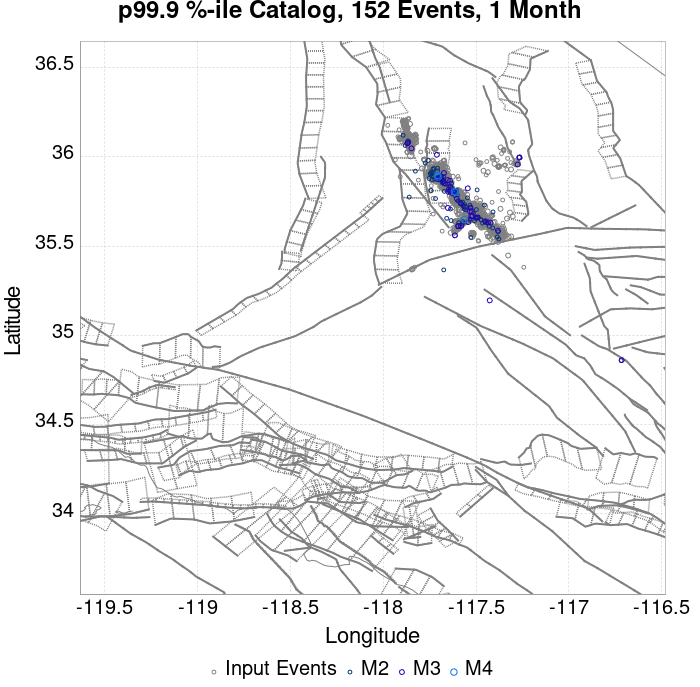 p99.9 %-ile Catalog, 152 Events, 1 Month
36.5
36
35.5
35
34.5
34
Latitude
-119.5 -119 -118.5 -118 -117.5 -117 -116.5
Longitude
Input Events M2 M3 M4